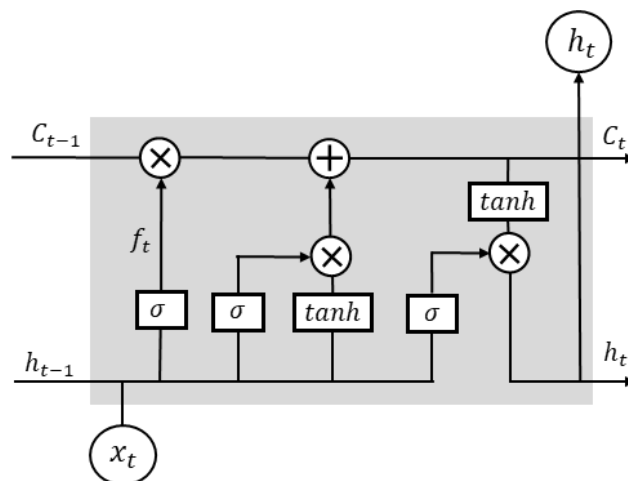 h_t
C_{t-1}
C_t
×
+
tanh
f_t
×
×
σ
σ
tanh
σ
h_{t-1}
h_t
x_t